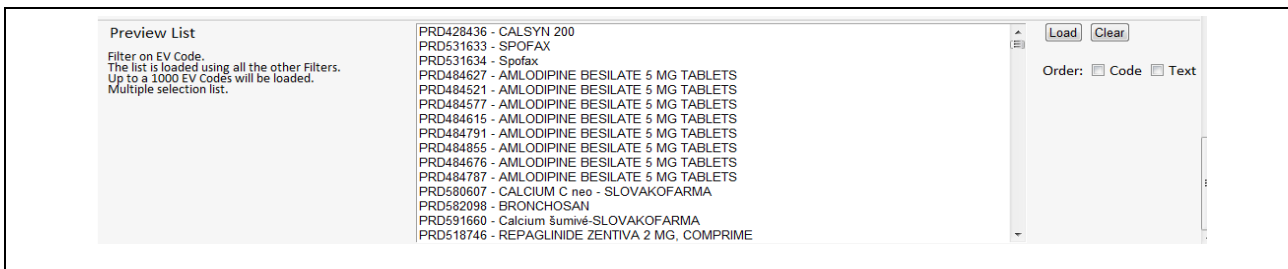 Preview List
Filter on EV Code.
The list is loaded using all the other Filters.
Up to a 1000 EV Codes will be loaded.
Multiple selection list.
PRD428436 - CALSYN 200
PRD531633 - SPOFAX
PRD531634 - Spofax
PRD484627 - AMLODIPINE BESILATE 5 MG TABLETS
PRD484521 - AMLODIPINE BESILATE 5 MG TABLETS
PRD484577 - AMLODIPINE BESILATE 5 MG TABLETS
PRD484615 - AMLODIPINE BESILATE 5 MG TABLETS
PRD484791 - AMLODIPINE BESILATE 5 MG TABLETS
PRD484855 - AMLODIPINE BESILATE 5 MG TABLETS
PRD484676 - AMLODIPINE BESILATE 5 MG TABLETS
PRD484787 - AMLODIPINE BESILATE 5 MG TABLETS
PRD580607 - CALCIUM C neo - SLOVAKOFARMA
PRD582098 - BRONCHOSAN
PRD591660 - Calcium šumivé-SLOVAKOFARMA
PRD518746 - REPAGLINIDE ZENTIVA 2 MG, COMPRIME
Load Clear
Order: Code Text